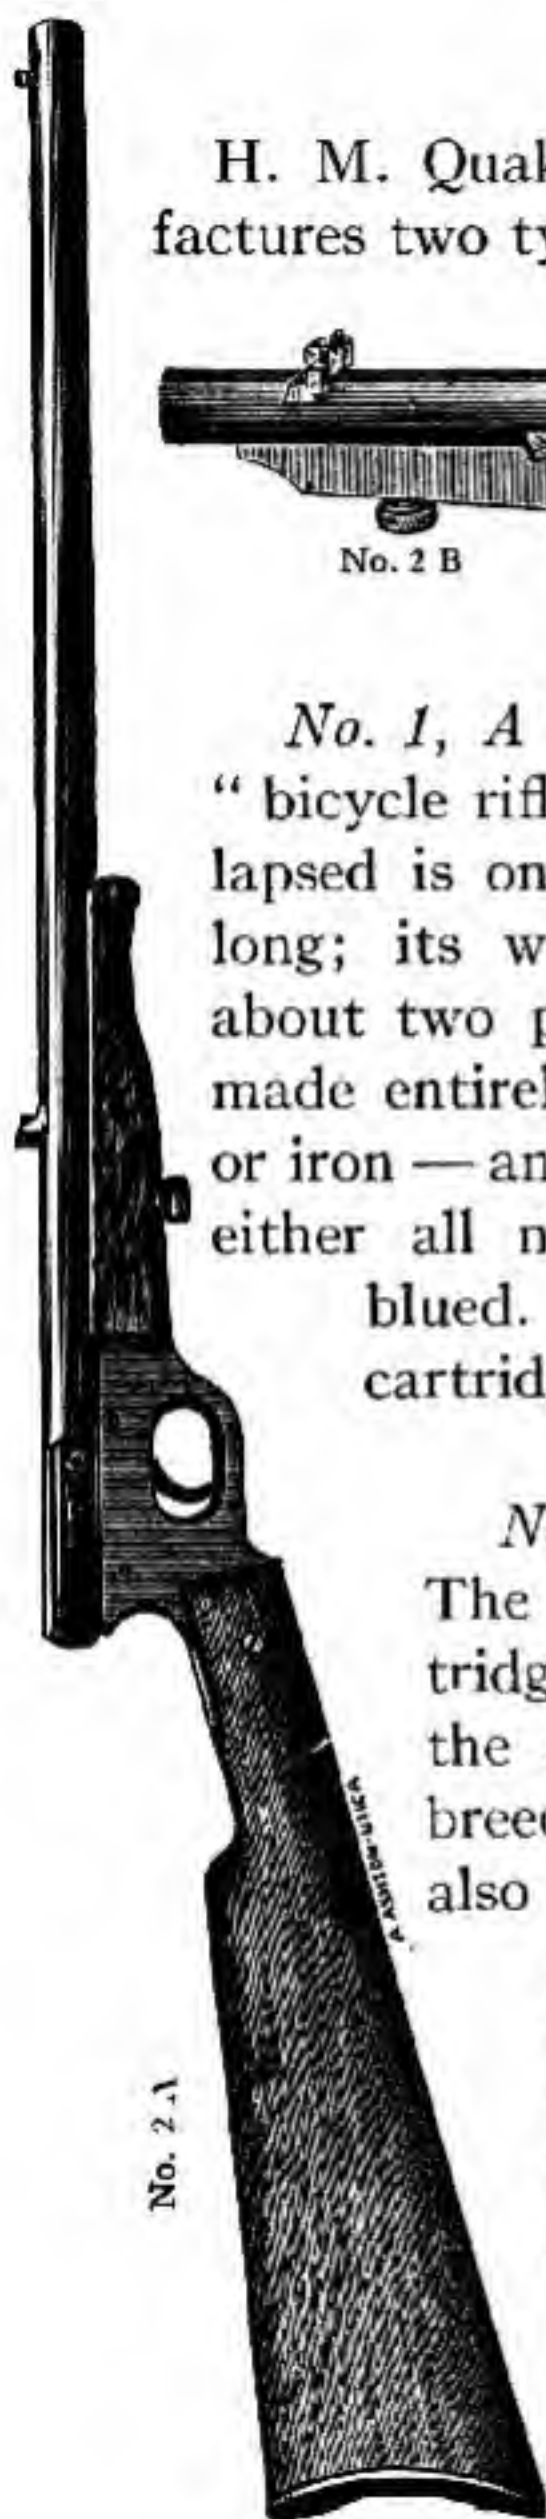 H. M. Quak
factures two ty
No. 2 B
No. 1, A
“ bicycle rifl
lapsed is on
long; its w
about two p
made entirel
or iron — an
either all n
blued.
cartrid
N
The
tridg
the
breec
also
A ASHTON-UTICA
No. 2 A